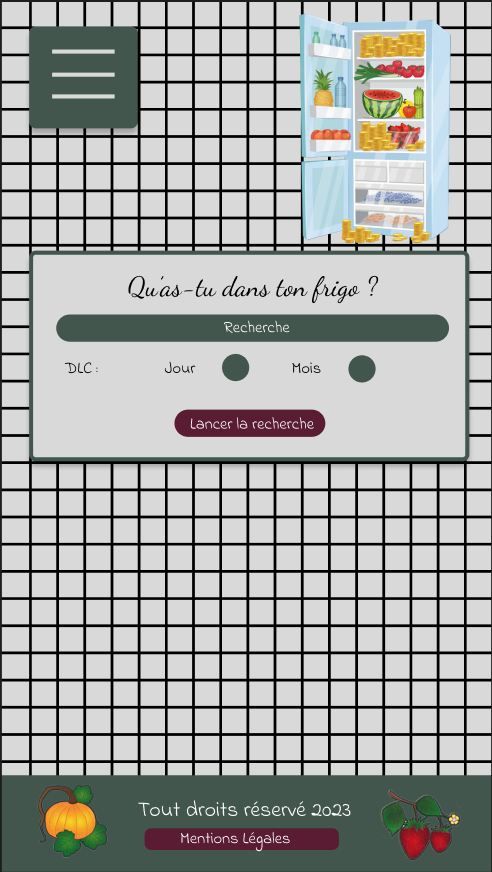 Qu'as-tu dans ton frigo ?
Recherche
DLC : Jour Mois
Lancer la recherche
Tout droits réservé 2023
Mentions Légales